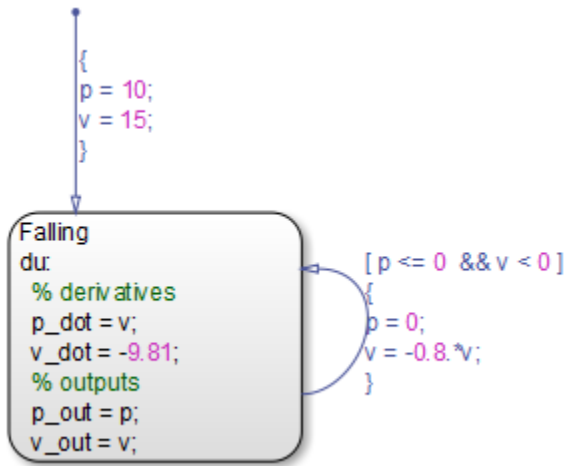 {
p = 10;
v = 15;
}
Falling
du:
% derivatives
p_dot = v;
v_dot = -9.81;
% outputs
p_out = p;
v_out = v;
[ p <= 0 && v < 0 ]
{
p = 0;
v = -0.8.*v;
}